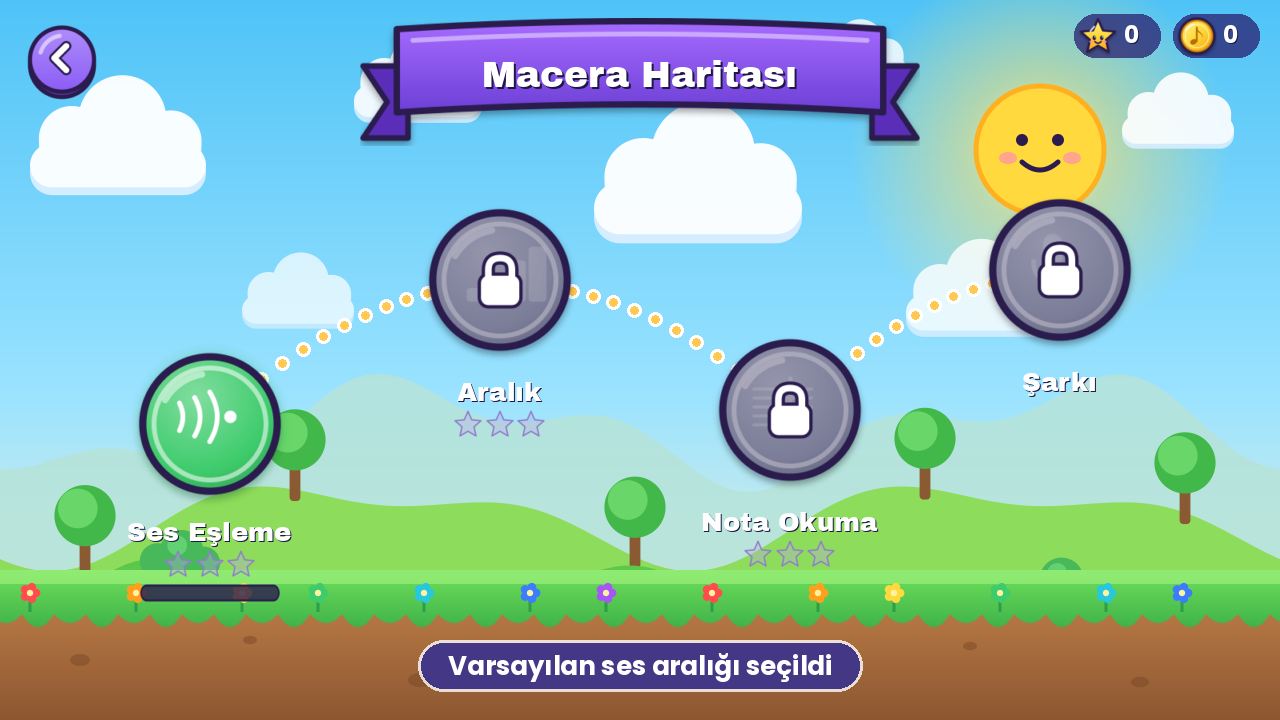 Macera Haritası
0
0
Aralık
Şarkı
Ses Eşleme
Nota Okuma
Varsayılan ses aralığı seçildi